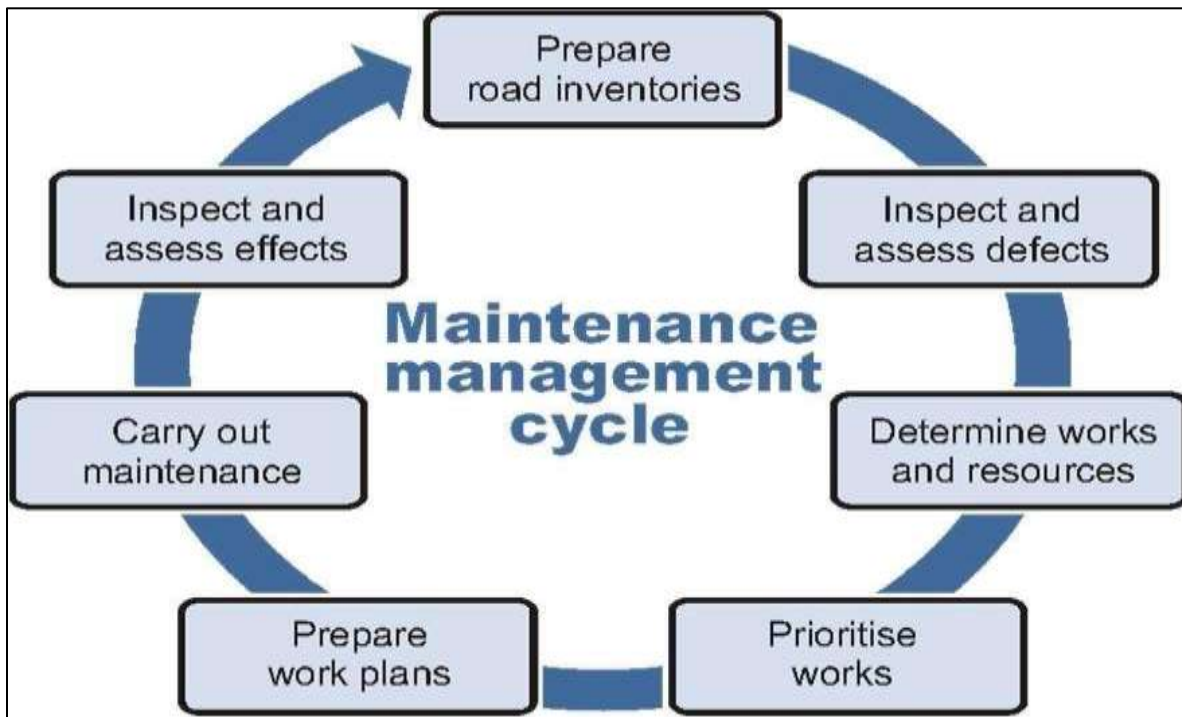 Prepare
road inventories
Inspect and
assess defects
Determine works
and resources
Prioritise
works
Prepare
work plans
Carry out
maintenance
Inspect and
assess effects
Maintenance
management
cycle